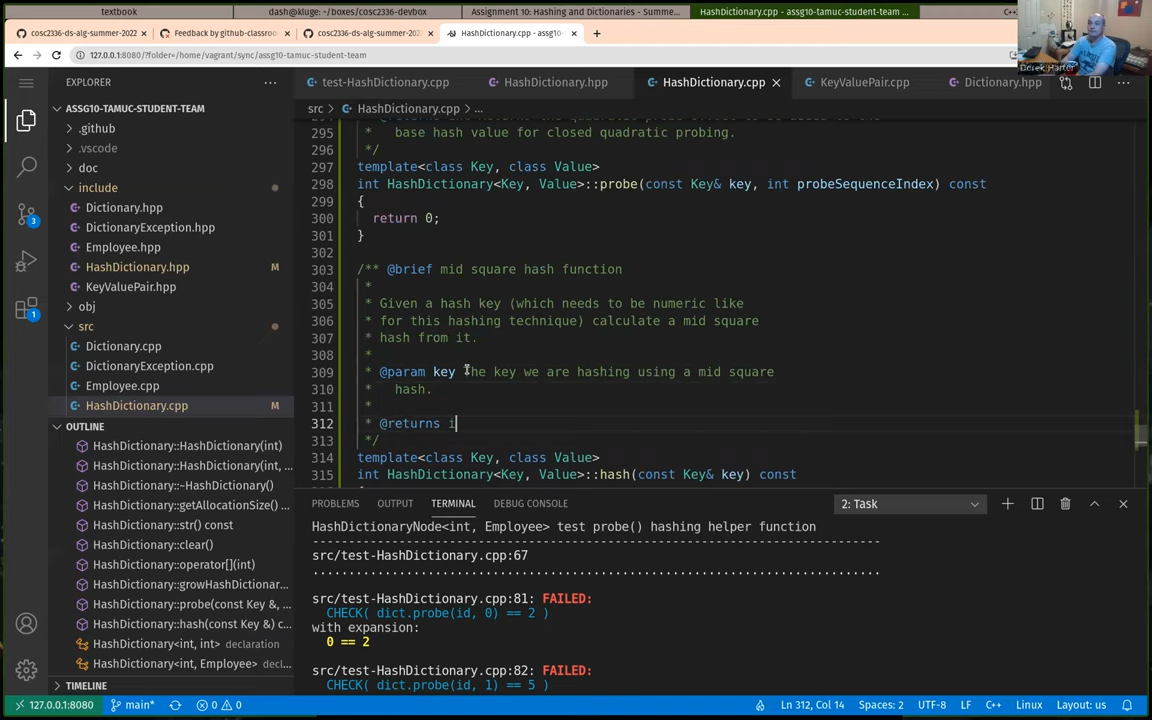 textbook
dash@kluge: ~/boxes/cosc2336-devbox
Assignment 10: Hashing and Dictionaries - Summe...
HashDictionary.cpp - assg10-tamuc-student-team ...
cosc2336-ds-alg-summer-2022
Feedback by github-classroo
cosc2336-ds-alg-summer-202
HashDictionary.cpp - assg10
127.0.0.1:8080/?folder=/home/vagrant/sync/assg10-tamuc-student-team
Derek Harter
EXPLORER
test-HashDictionary.cpp
HashDictionary.hpp
HashDictionary.cpp
KeyValuePair.cpp
Dictionary.hpp
src > HashDictionary.cpp > ...
ASSG10-TAMUC-STUDENT-TEAM
.github
.vscode
doc
include
Dictionary.hpp
DictionaryException.hpp
Employee.hpp
HashDictionary.hpp M
KeyValuePair.hpp
obj
src
Dictionary.cpp
DictionaryException.cpp
Employee.cpp
HashDictionary.cpp M
OUTLINE
HashDictionary::HashDictionary(int)
HashDictionary::HashDictionary(int, ...
HashDictionary::~HashDictionary()
HashDictionary::getAllocationSize() ...
HashDictionary::str() const
HashDictionary::clear()
HashDictionary::operator[](int)
HashDictionary::growHashDictionar...
HashDictionary::probe(const Key &, ...
HashDictionary::hash(const Key &) c...
HashDictionary<int, int> declaration
HashDictionary<int, Employee> decl...
TIMELINE
295 * base hash value for closed quadratic probing.
296 */
297 template<class Key, class Value>
298 int HashDictionary<Key, Value>::probe(const Key& key, int probeSequenceIndex) const
299 {
300 return 0;
301 }
302
303 /** @brief mid square hash function
304 *
305 * Given a hash key (which needs to be numeric like
306 * for this hashing technique) calculate a mid square
307 * hash from it.
308 *
309 * @param key The key we are hashing using a mid square
310 * hash.
311 *
312 * @returns i
313 */
314 template<class Key, class Value>
315 int HashDictionary<Key, Value>::hash(const Key& key) const
PROBLEMS
OUTPUT
TERMINAL
DEBUG CONSOLE
2: Task
HashDictionaryNode<int, Employee> test probe() hashing helper function
-------------------------------------------------------------------------------
src/test-HashDictionary.cpp:67
...............................................................................
src/test-HashDictionary.cpp:81: FAILED:
CHECK( dict.probe(id, 0) == 2 )
with expansion:
0 == 2
src/test-HashDictionary.cpp:82: FAILED:
CHECK( dict.probe(id, 1) == 5 )
127.0.0.1:8080
main*
0 0
Ln 312, Col 14
Spaces: 2
UTF-8
LF
C++
Linux
Layout: us